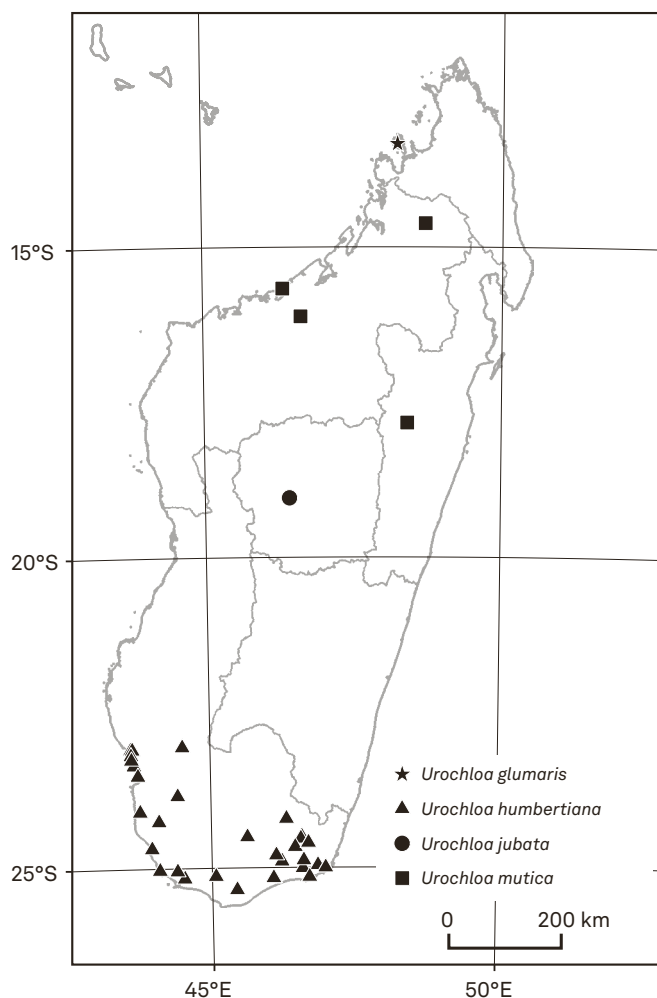 15°S
20°S
Urochloa glumaris
Urochloa humbertiana
Urochloa jubata
25°S
Urochloa mutica
0 200 km
45°E 50°E